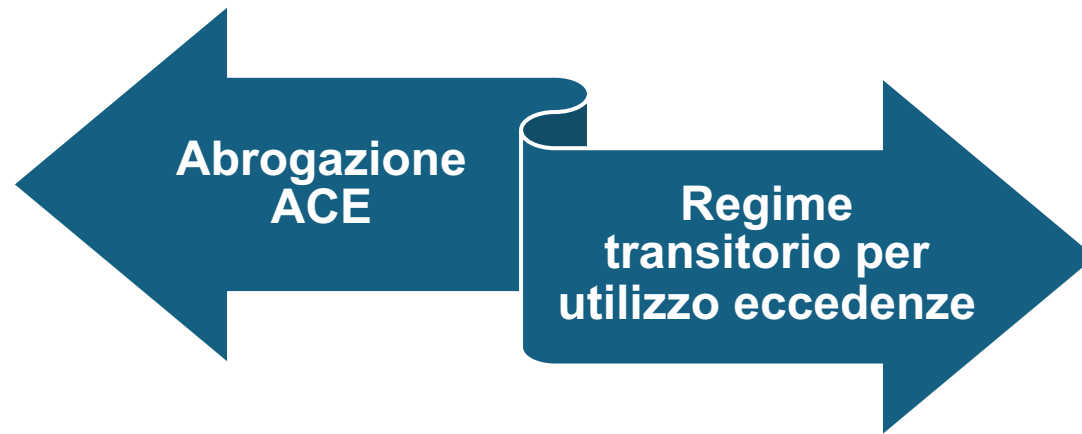 Abrogazione
ACE
Regime
transitorio per
utilizzo eccedenze